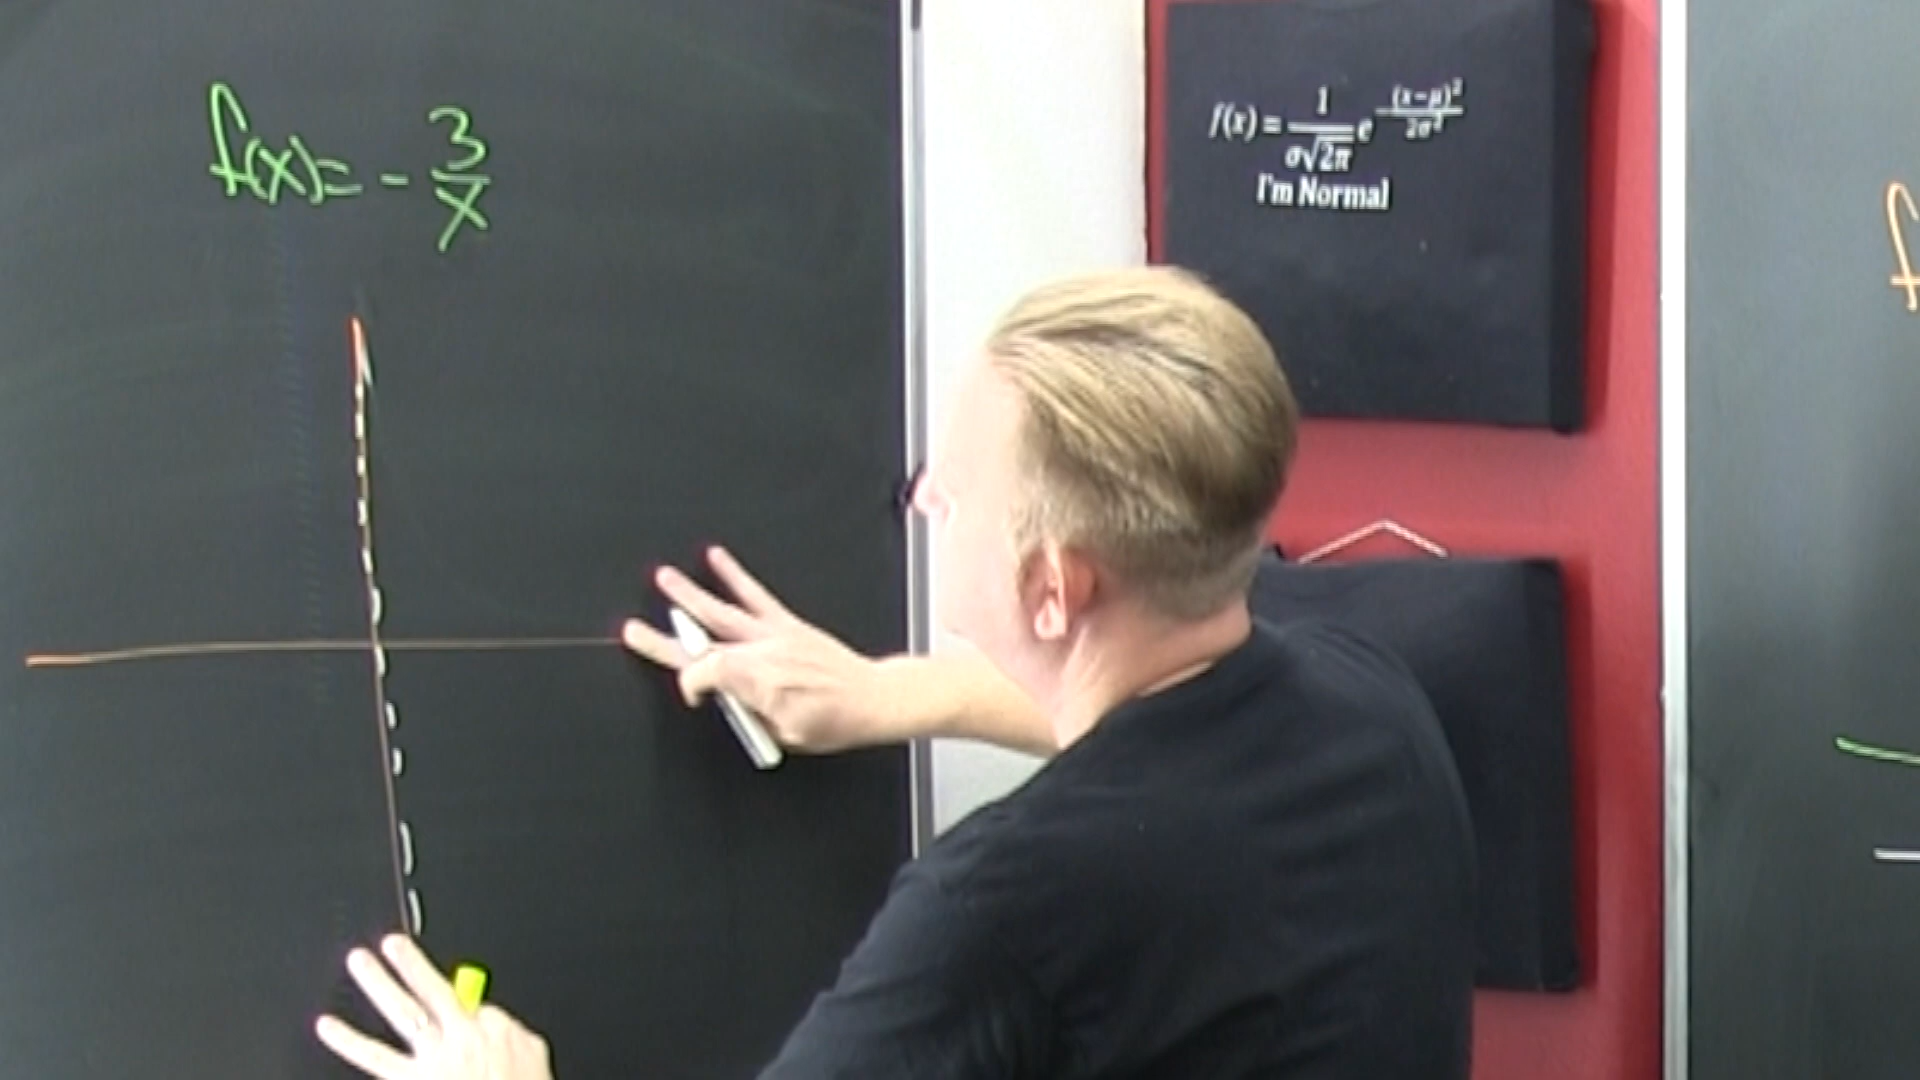 f(x) = - 3/x
f(x) = 1/(σ√2π) e^(-(x-μ)²/2σ²)
I'm Normal
f